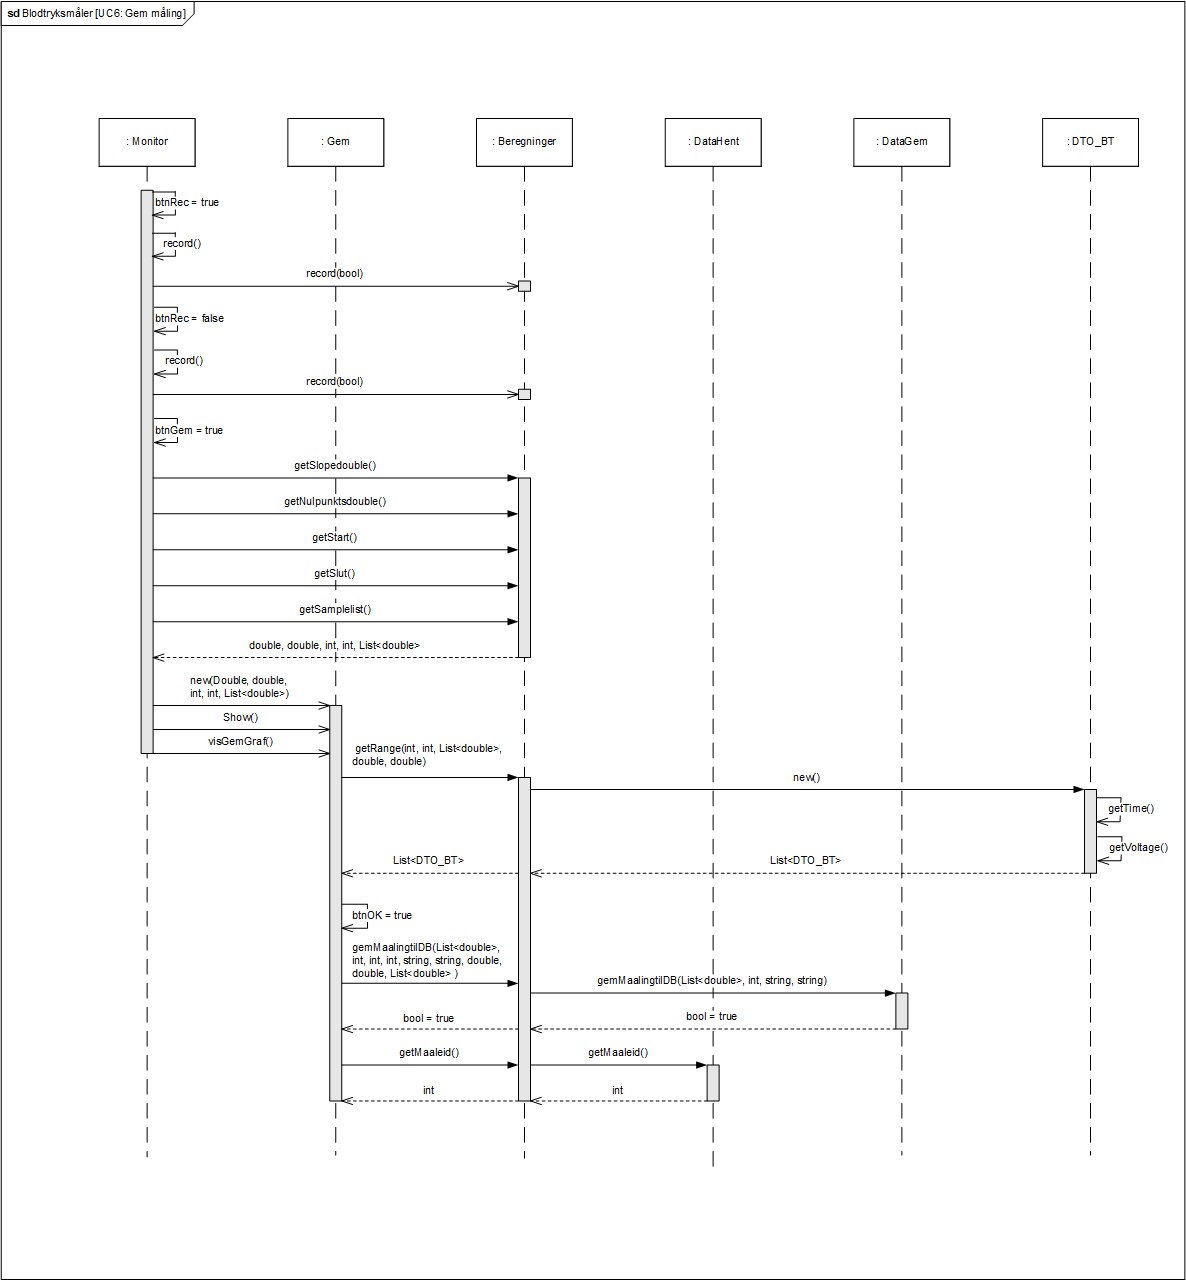 sd Blodtryksmåler [UC6: Gem måling]
: Monitor
: Gem
: Beregninger
: DataHent
: DataGem
: DTO_BT
btnRec = true
record()
record(bool)
btnRec = false
record()
record(bool)
btnGem = true
getSlopedouble()
getNulpunktsdouble()
getStart()
getSlut()
getSamplelist()
double, double, int, int, List<double>
new(Double, double,
int, int, List<double>)
Show()
visGemGraf()
getRange(int, int, List<double>,
double, double)
new()
getTime()
getVoltage()
List<DTO_BT>
List<DTO_BT>
btnOK = true
gemMaalingtilDB(List<double>,
int, int, int, string, string, double,
double, List<double> )
gemMaalingtilDB(List<double>, int, string, string)
bool = true
bool = true
getMaaleid()
getMaaleid()
int
int